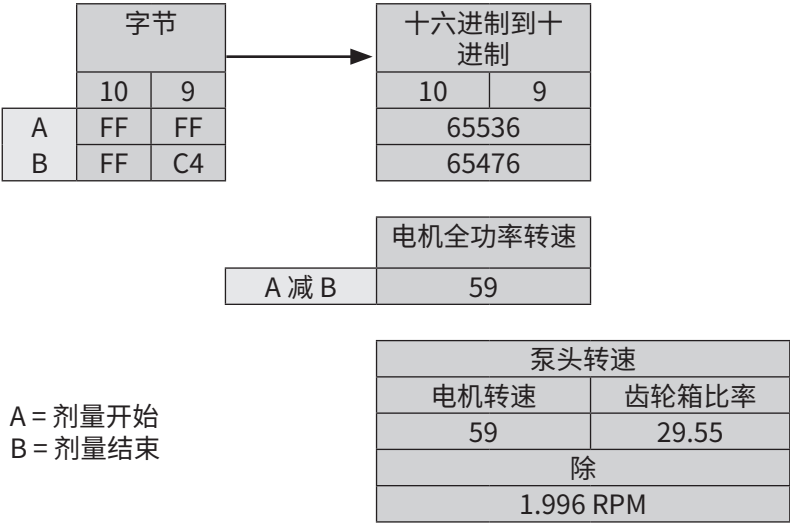 字节
十六进制到十
进制
10 9 10 9
A FF FF 65536
B FF C4 65476
电机全功率转速
A 减 B 59
泵头转速
电机转速 齿轮箱比率
A = 剂量开始
59 29.55
B = 剂量结束
除
1.996 RPM